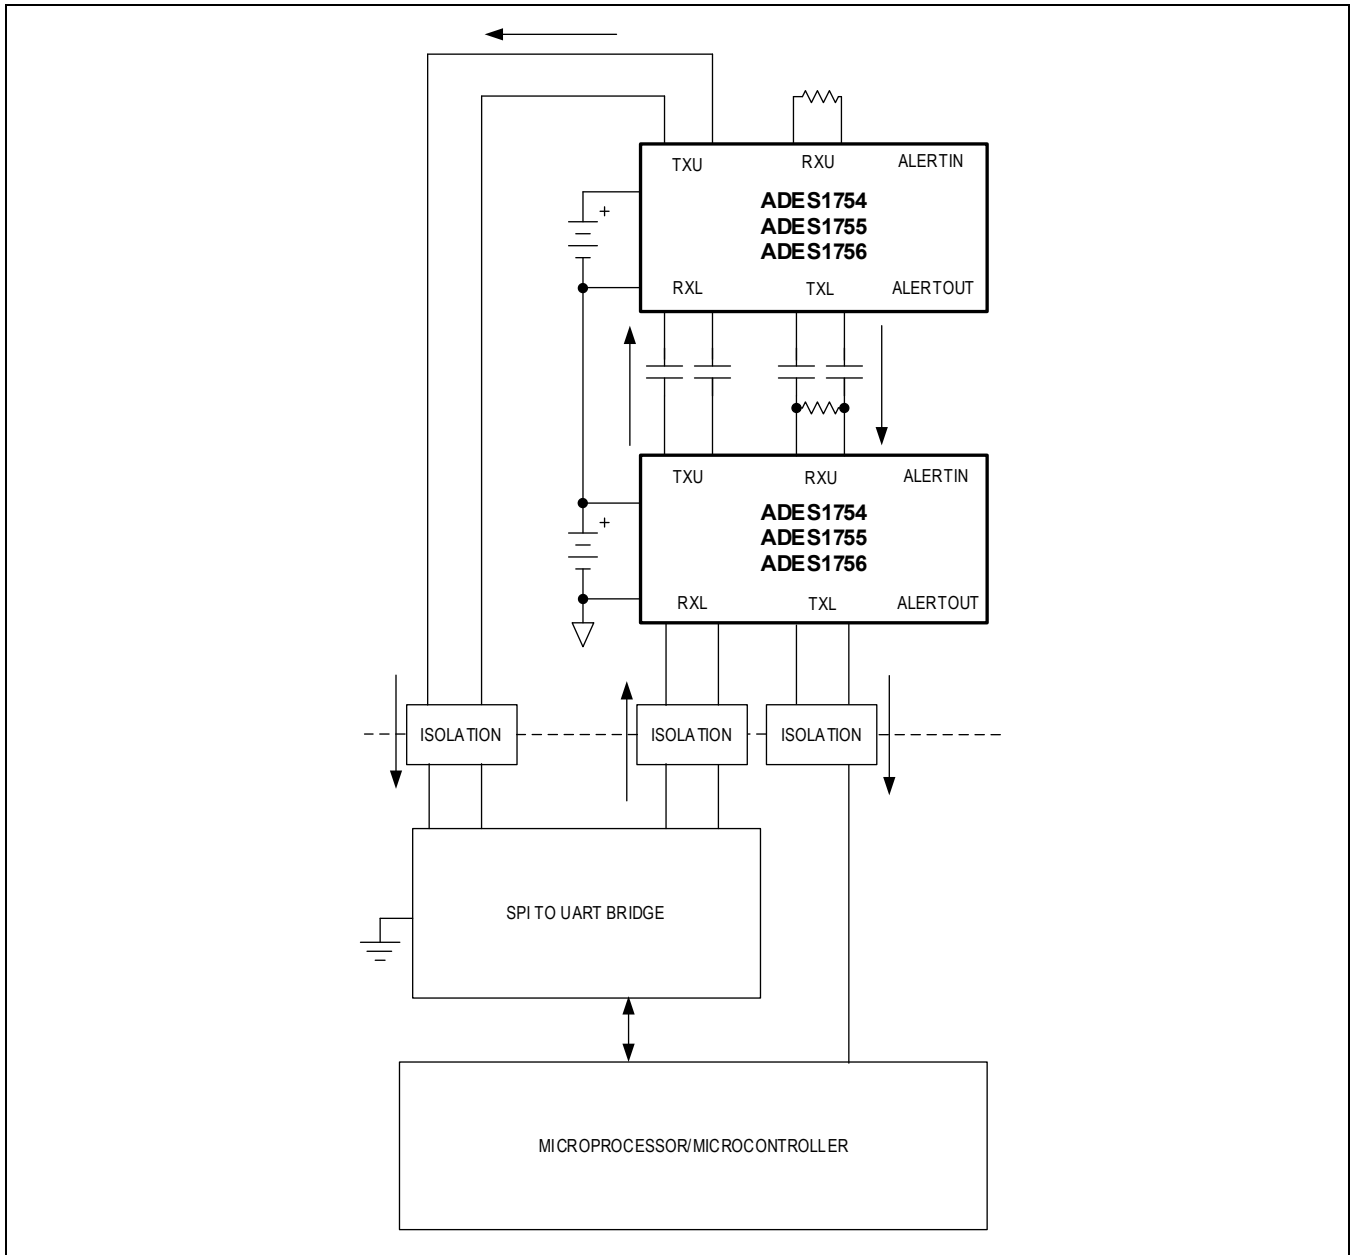 TXU RXU ALERTIN
ADES1754
ADES1755
ADES1756
RXL TXL ALERTOUT
+
TXU RXU ALERTIN
ADES1754
ADES1755
ADES1756
RXL TXL ALERTOUT
+
ISOLATION ISOLATION ISOLATION
SPI TO UART BRIDGE
MICROPROCESSOR/MICROCONTROLLER